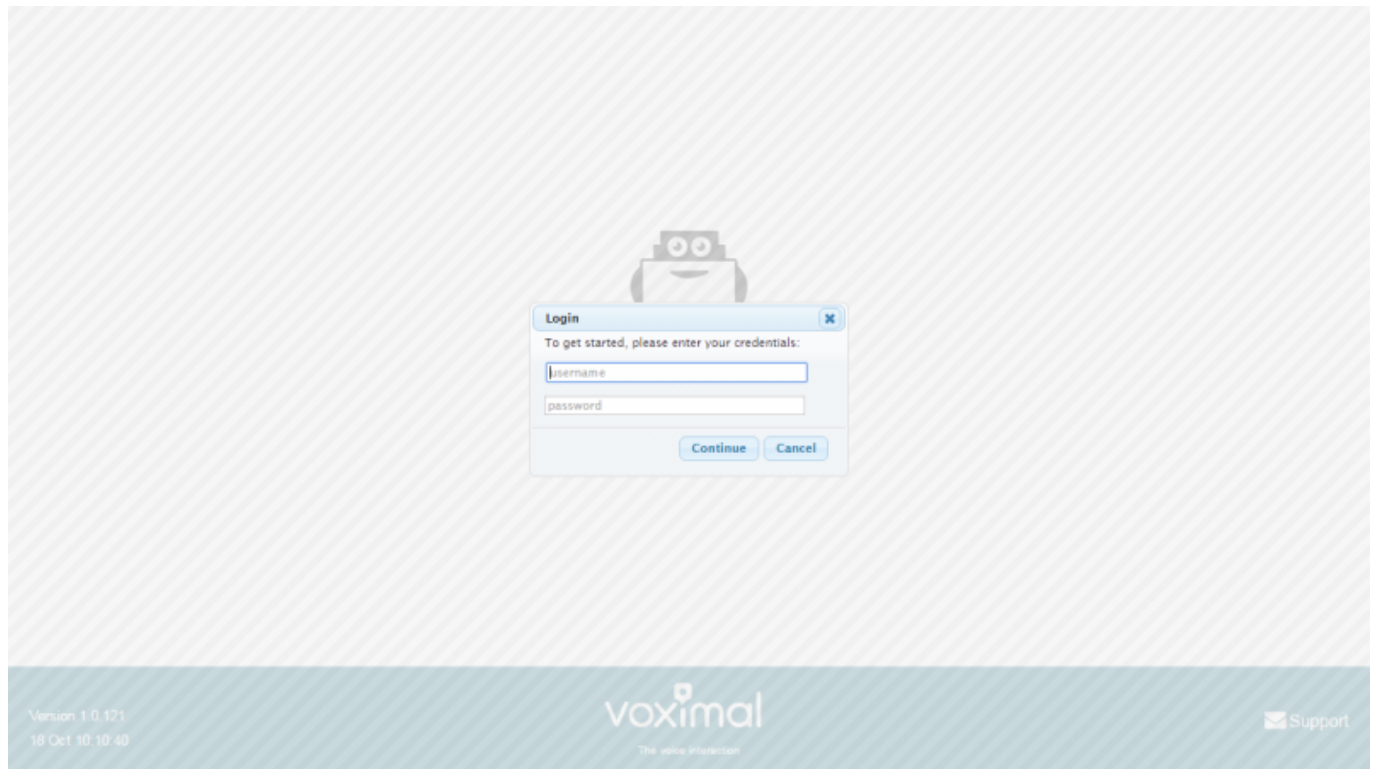 Login
To get started, please enter your credentials:
username
password
Continue Cancel
Version 1.0.121
18 Oct 10:10:40
voximal
The voice interaction
Support